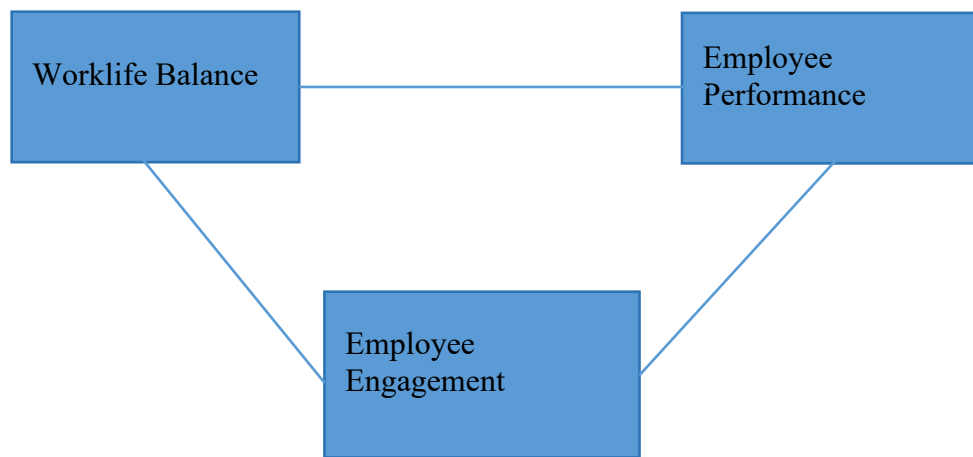 Worklife Balance
Employee
Performance
Employee
Engagement